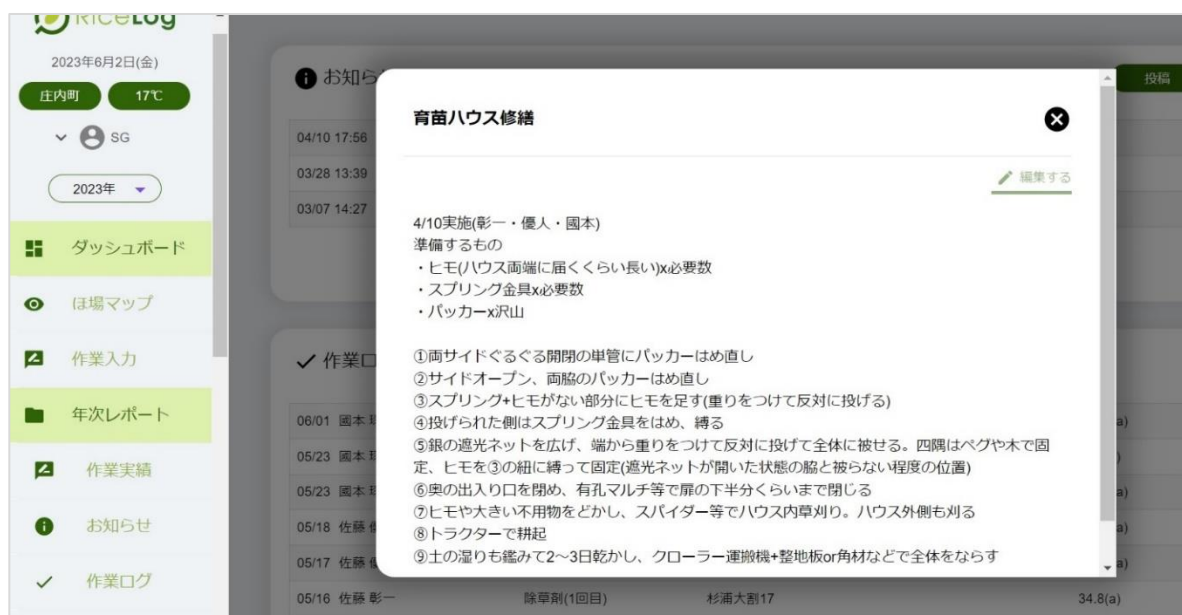 RiceLog
2023年6月2日(金)
庄内町 17℃
SG
2023年
ダッシュボード
ほ場マップ
作業入力
年次レポート
作業実績
お知らせ
作業ログ
お知ら
投稿
04/10 17:56
03/28 13:39
03/07 14:27
育苗ハウス修繕
編集する
4/10実施(彰一・優人・國本)
準備するもの
・ヒモ(ハウス両端に届くくらい長い)x必要数
・スプリング金具x必要数
・パッカーx沢山
①両サイドぐるぐる開閉の単管にパッカーはめ直し
②サイドオープン、両脇のパッカーはめ直し
③スプリング+ヒモがない部分にヒモを足す(重りをつけて反対に投げる)
④投げられた側はスプリング金具をはめ、縛る
⑤銀の遮光ネットを広げ、端から重りをつけて反対に投げて全体に被せる。四隅はペグや木で固
定、ヒモを③の紐に縛って固定(遮光ネットが開いた状態の脇と被らない程度の位置)
⑥奥の出入り口を閉め、有孔マルチ等で扉の下半分くらいまで閉じる
⑦ヒモや大きい不用物をどかし、スパイダー等でハウス内草刈り。ハウス外側も刈る
⑧トラクターで耕起
⑨土の湿りも鑑みて2～3日乾かし、クローラー運搬機+整地板or角材などで全体をならす
作業ロ
06/01 國本
05/23 國本
05/23 國本
05/18 佐藤
05/17 佐藤
05/16 佐藤 彰一 除草剤(1回目) 杉浦大割17 34.8(a)